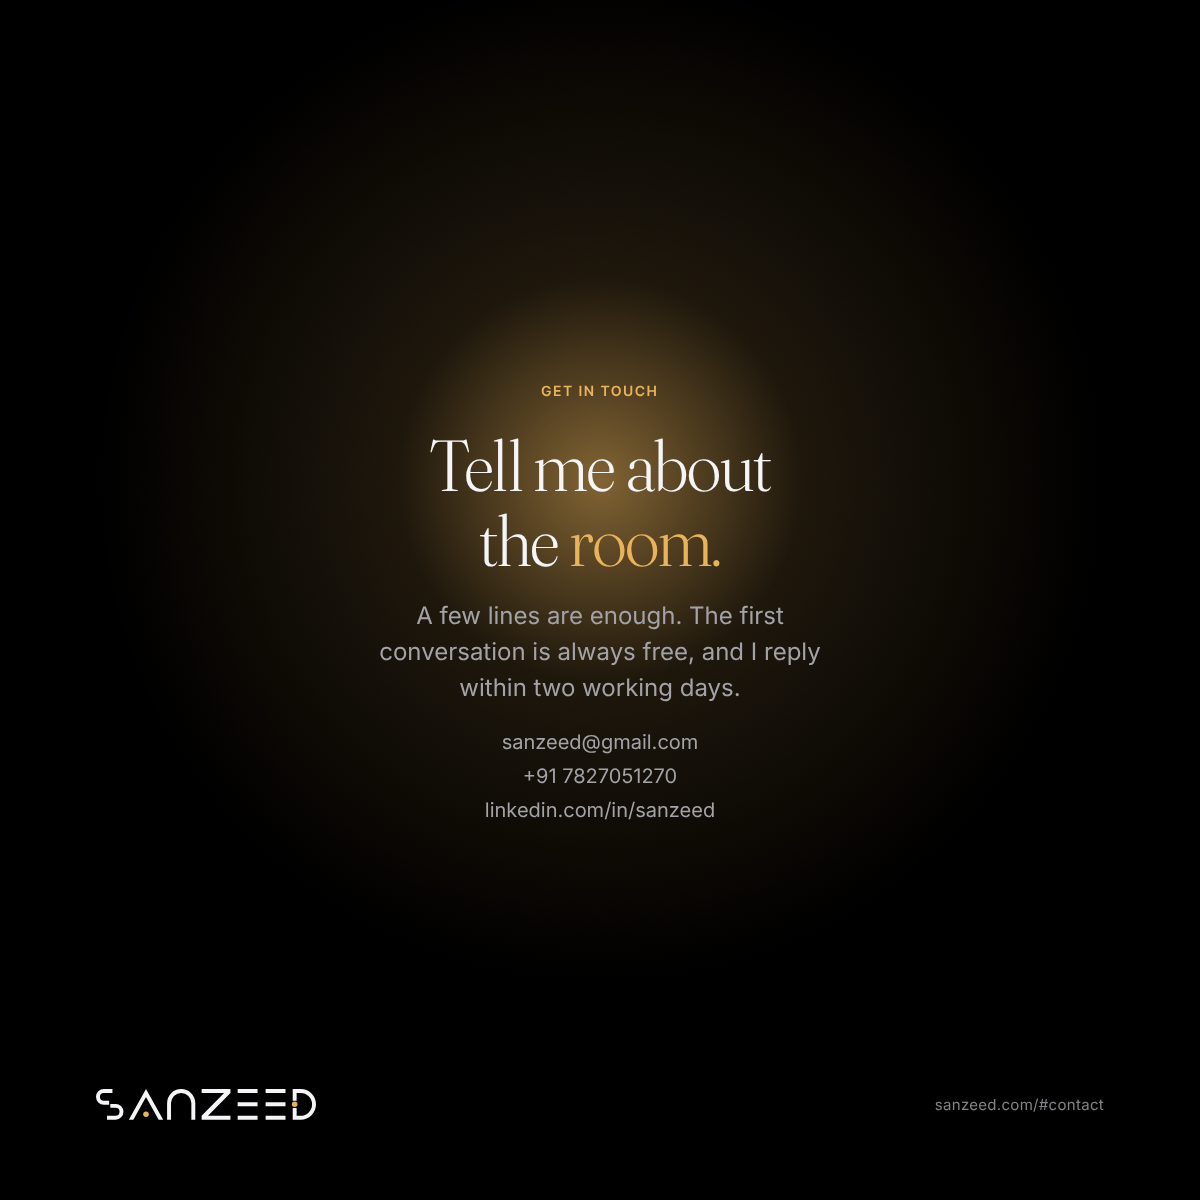 GET IN TOUCH
Tell me about
the room.
A few lines are enough. The first
conversation is always free, and I reply
within two working days.
sanzeed@gmail.com
+91 7827051270
linkedin.com/in/sanzeed
SANZEED
sanzeed.com/#contact